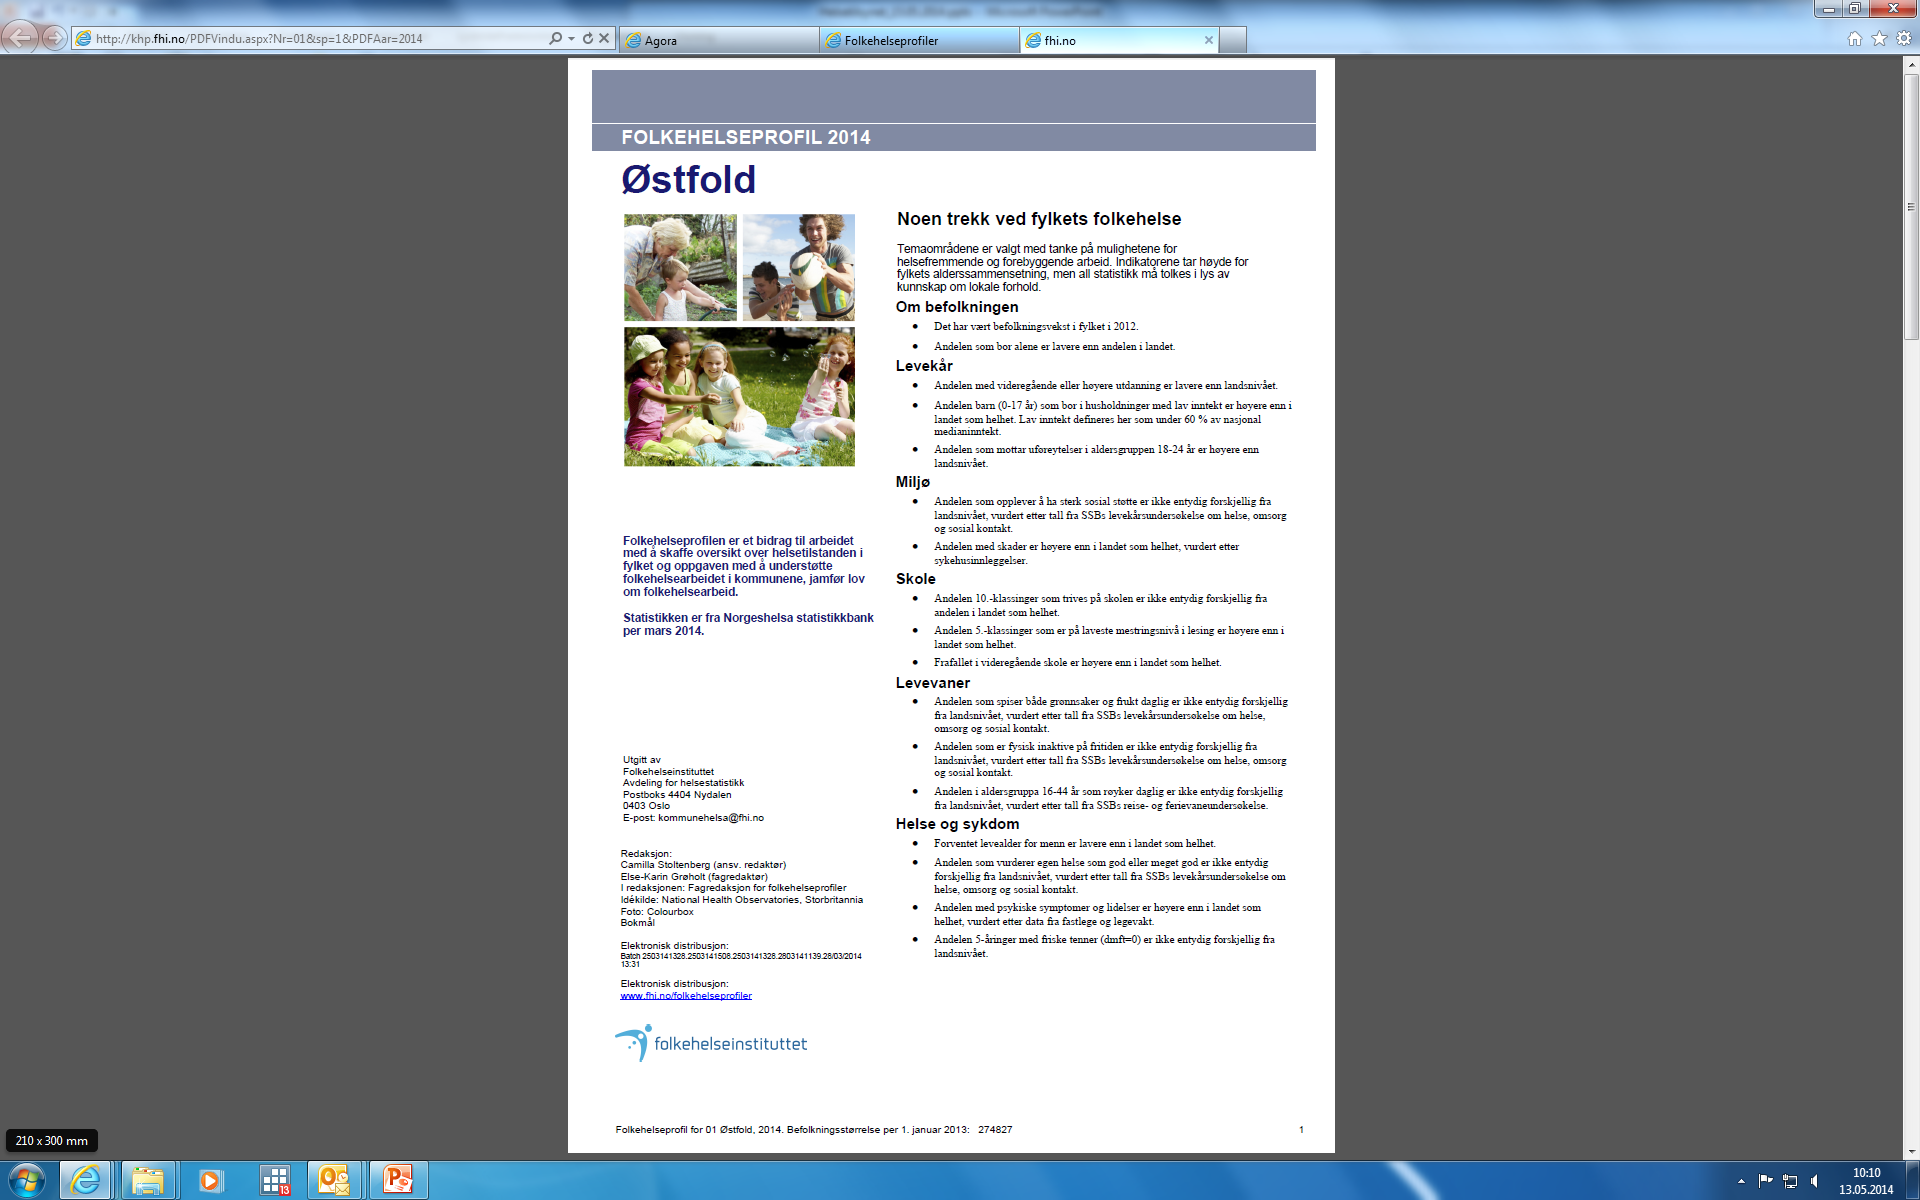 http://khp.fhi.no/PDFVindu.aspx?Nr=01&sp=1&PDFAar=2014
Agora
Folkehelseprofiler
fhi.no
FOLKEHELSEPROFIL 2014
Østfold
Noen trekk ved fylkets folkehelse
Temaområdene er valgt med tanke på mulighetene for
helsefremmende og forebyggende arbeid. Indikatorene tar høyde for
fylkets alderssammensetning, men all statistikk må tolkes i lys av
kunnskap om lokale forhold.
Om befolkningen
• Det har vært befolkningsvekst i fylket i 2012.
• Andelen som bor alene er lavere enn andelen i landet.
Levekår
• Andelen med videregående eller høyere utdanning er lavere enn landsnivået.
• Andelen barn (0-17 år) som bor i husholdninger med lav inntekt er høyere enn i
landet som helhet. Lav inntekt defineres her som under 60 % av nasjonal
medianinntekt.
• Andelen som mottar uføreytelser i aldersgruppen 18-24 år er høyere enn
landsnivået.
Miljø
• Andelen som opplever å ha sterk sosial støtte er ikke entydig forskjellig fra
landsnivået, vurdert etter tall fra SSBs levekårsundersøkelse om helse, omsorg
og sosial kontakt.
• Andelen med skader er høyere enn i landet som helhet, vurdert etter
sykehusinnleggelser.
Skole
• Andelen 10.-klassinger som trives på skolen er ikke entydig forskjellig fra
andelen i landet som helhet.
• Andelen 5.-klassinger som er på laveste mestringsnivå i lesing er høyere enn i
landet som helhet.
• Frafallet i videregående skole er høyere enn i landet som helhet.
Levevaner
• Andelen som spiser både grønnsaker og frukt daglig er ikke entydig forskjellig
fra landsnivået, vurdert etter tall fra SSBs levekårsundersøkelse om helse,
omsorg og sosial kontakt.
• Andelen som er fysisk inaktive på fritiden er ikke entydig forskjellig fra
landsnivået, vurdert etter tall fra SSBs levekårsundersøkelse om helse, omsorg
og sosial kontakt.
• Andelen i aldersgruppa 16-44 år som røyker daglig er ikke entydig forskjellig
fra landsnivået, vurdert etter tall fra SSBs reise- og ferievaneundersøkelse.
Helse og sykdom
• Forventet levealder for menn er lavere enn i landet som helhet.
• Andelen som vurderer egen helse som god eller meget god er ikke entydig
forskjellig fra landsnivået, vurdert etter tall fra SSBs levekårsundersøkelse om
helse, omsorg og sosial kontakt.
• Andelen med psykiske symptomer og lidelser er høyere enn i landet som
helhet, vurdert etter data fra fastlege og legevakt.
• Andelen 5-åringer med friske tenner (dmft=0) er ikke entydig forskjellig fra
landsnivået.
Folkehelseprofilen er et bidrag til arbeidet
med å skaffe oversikt over helsetilstanden i
fylket og oppgaven med å understøtte
folkehelsearbeidet i kommunene, jamfør lov
om folkehelsearbeid.
Statistikken er fra Norgeshelsa statistikkbank
per mars 2014.
Utgitt av
Folkehelseinstituttet
Avdeling for helsestatistikk
Postboks 4404 Nydalen
0403 Oslo
E-post: kommunehelsa@fhi.no
Redaksjon:
Camilla Stoltenberg (ansv. redaktør)
Else-Karin Grøholt (fagredaktør)
I redaksjonen: Fagredaksjon for folkehelseprofiler
Idékilde: National Health Observatories, Storbritannia
Foto: Colourbox
Bokmål
Elektronisk distribusjon:
Batch 2503141328.2503141508.2503141328.2803141139.28/03/2014
13:31
Elektronisk distribusjon:
www.fhi.no/folkehelseprofiler
folkehelseinstituttet
Folkehelseprofil for 01 Østfold, 2014. Befolkningsstørrelse per 1. januar 2013: 274827
1
210 x 300 mm
13
10:10
13.05.2014